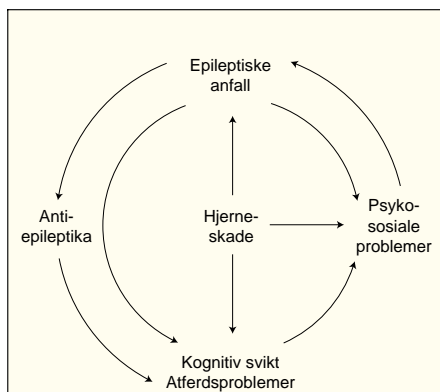 Epileptiske
anfall
Anti-
epileptika
Hjerne-
skade
Psyko-
sosiale
problemer
Kognitiv svikt
Atferdsproblemer